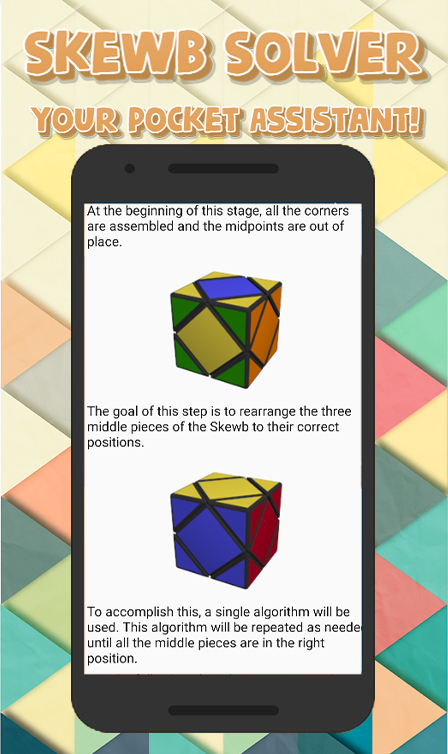 SKEWB SOLVER
YOUR POCKET ASSISTANT!
At the beginning of this stage, all the corners
are assembled and the midpoints are out of
place.
The goal of this step is to rearrange the three
middle pieces of the Skewb to their correct
positions.
To accomplish this, a single algorithm will be
used. This algorithm will be repeated as neede
until all the middle pieces are in the right
position.